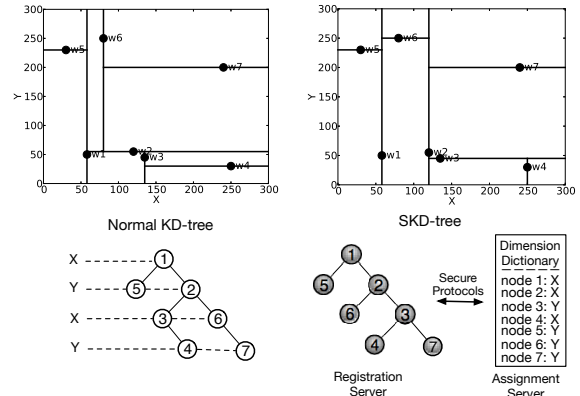 300
250
200
150
100
50
0
Y
w5
w6
w7
w1
w2
w3
w4
0 50 100 150 200 250 300
X
Normal KD-tree
300
250
200
150
100
50
0
Y
w5
w6
w7
w1
w2
w3
w4
0 50 100 150 200 250 300
X
SKD-tree
X 1
Y 5 2
X 3 6
Y 4 7
1
5 2
6 3
4 7
Registration
Server
Secure
Protocols
Dimension
Dictionary
node 1: X
node 2: X
node 3: Y
node 4: X
node 5: Y
node 6: Y
node 7: Y
Assignment
Server